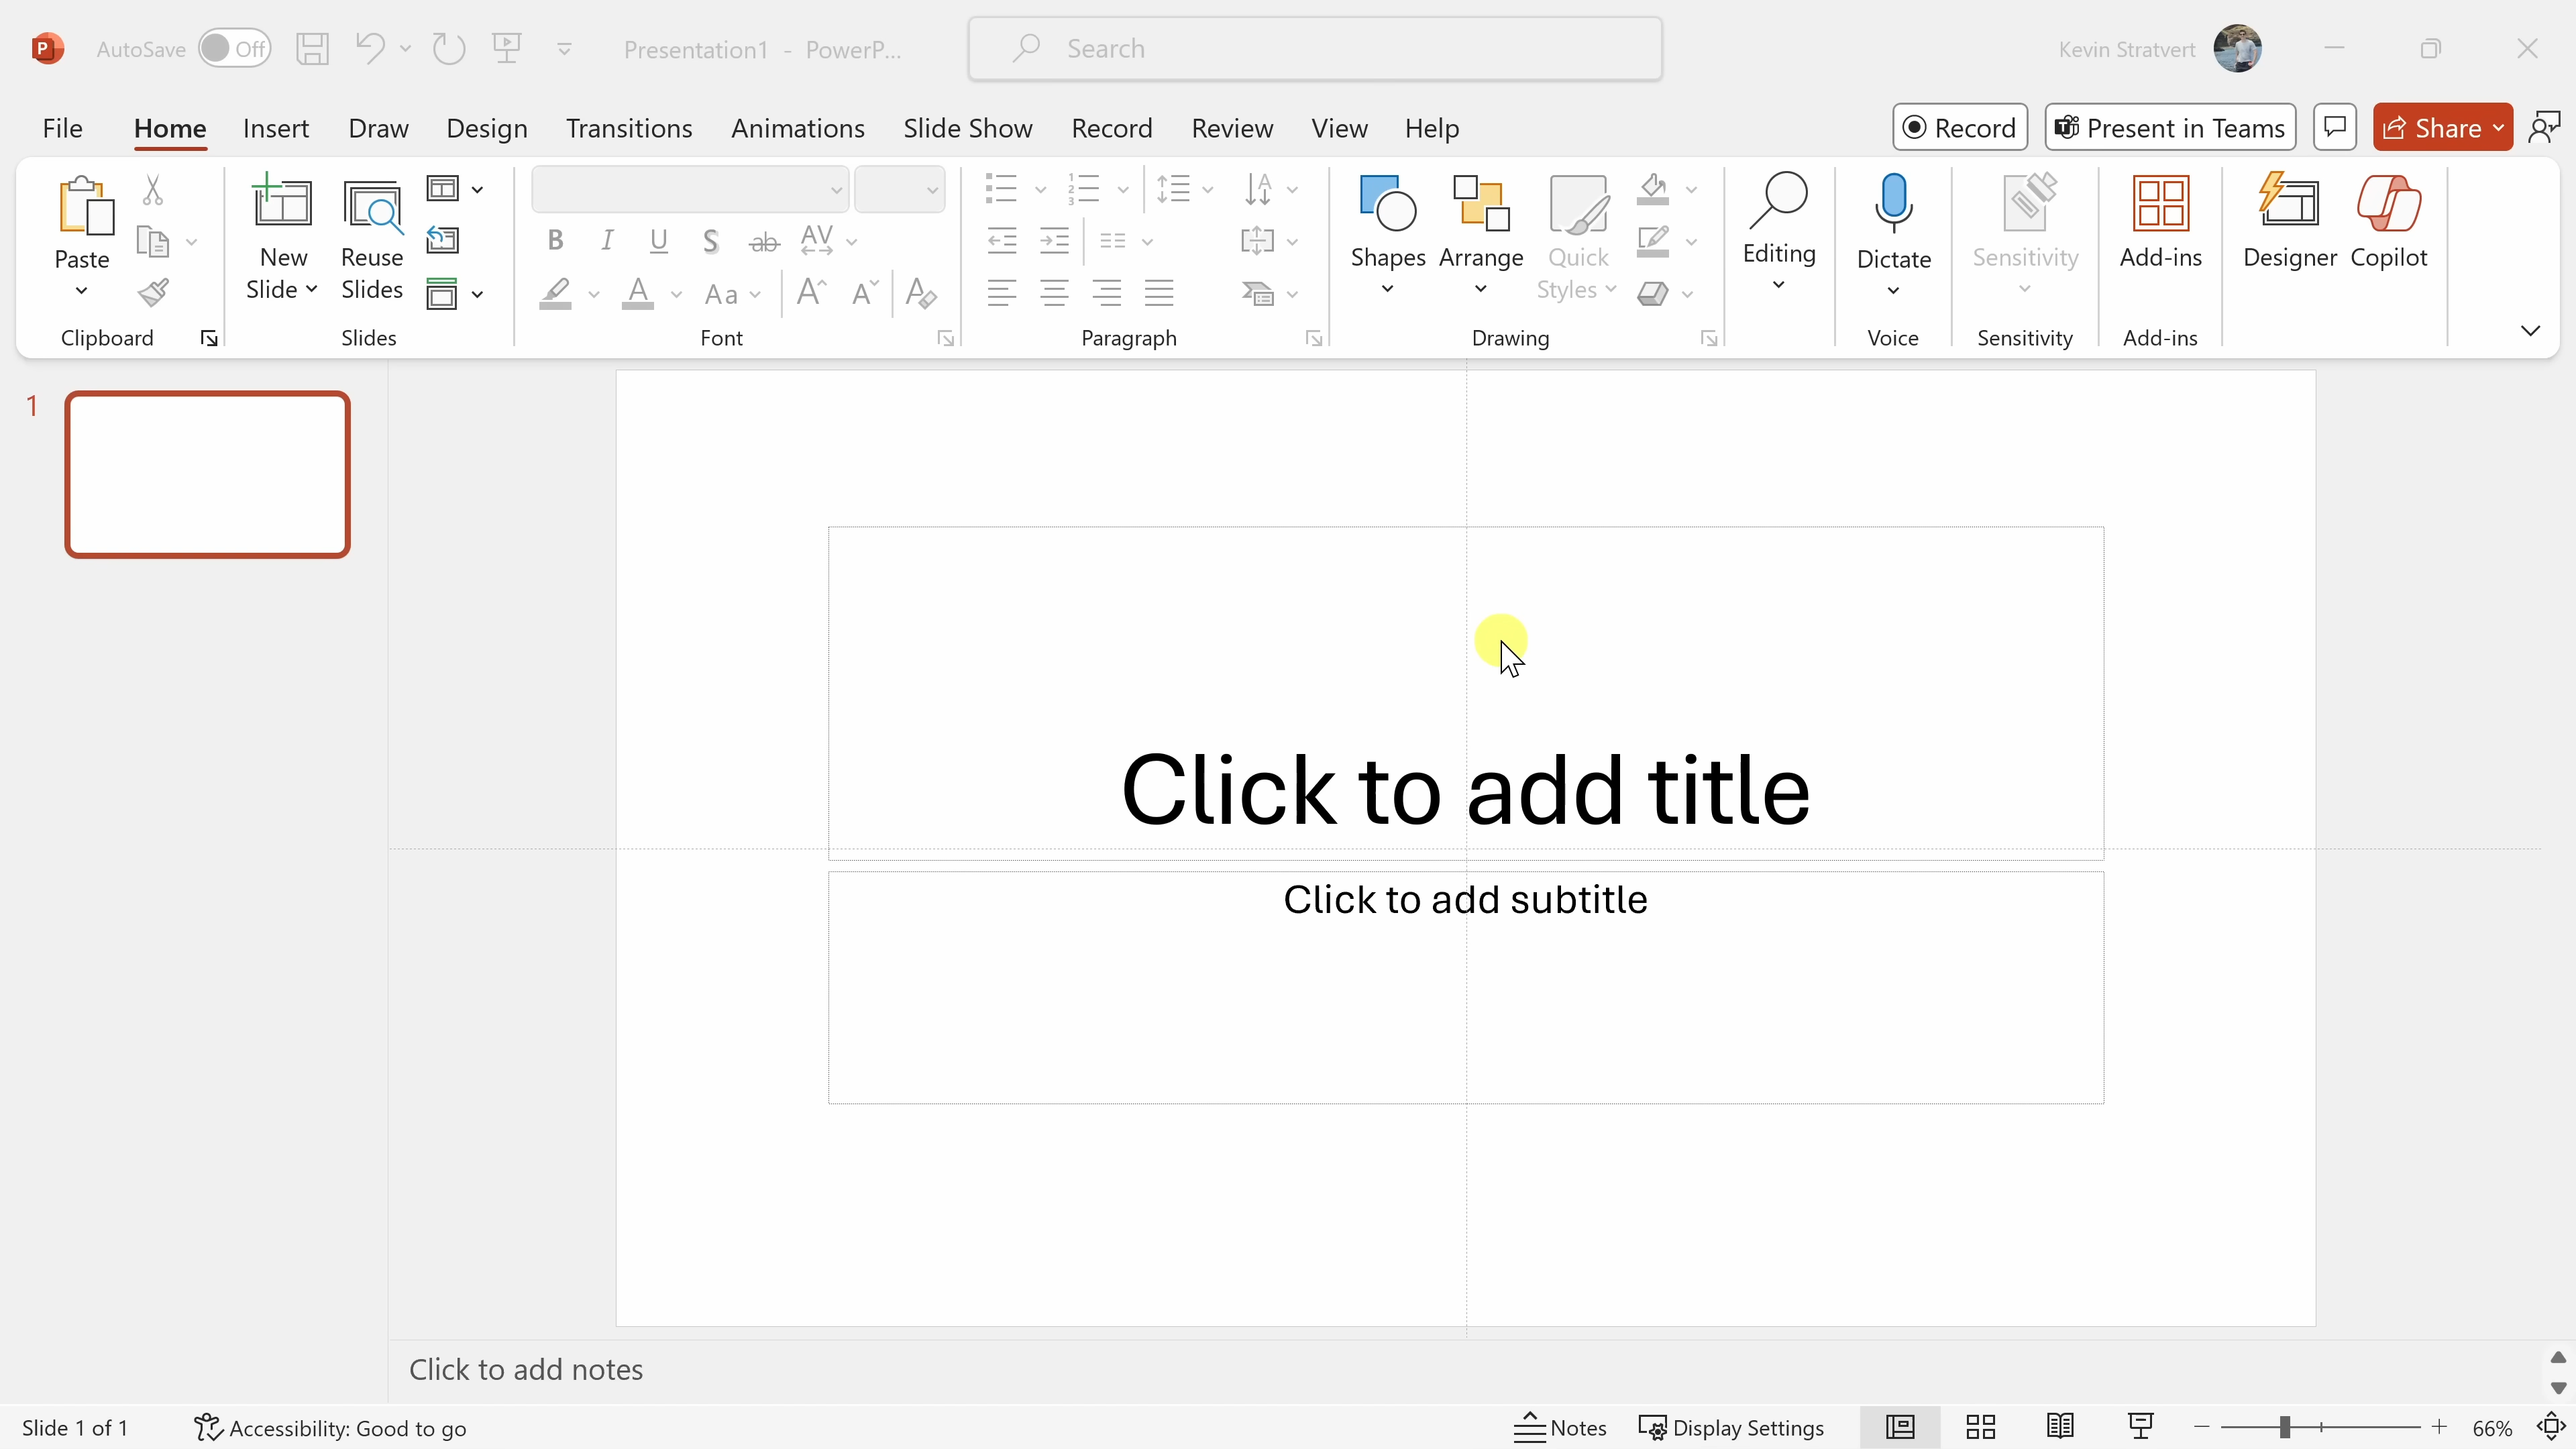 AutoSave Off Presentation1 - PowerP... Search Kevin Stratvert
File Home Insert Draw Design Transitions Animations Slide Show Record Review View Help Record Present in Teams Share
Paste
New
Slide
Reuse
Slides
B I U S ab AV
Aa A A A
Shapes Arrange Quick
Styles
Editing
Dictate
Sensitivity
Add-ins
Designer Copilot
Clipboard Slides Font Paragraph Drawing Voice Sensitivity Add-ins
1
Click to add title
Click to add subtitle
Click to add notes
Slide 1 of 1 Accessibility: Good to go Notes Display Settings 66%